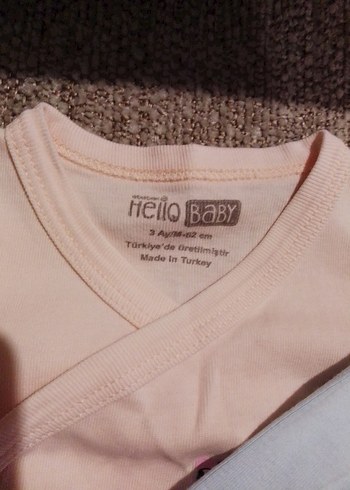 Hello BABY
3 Ay/M-62 cm
Türkiye'de üretilmiştir
Made in Turkey